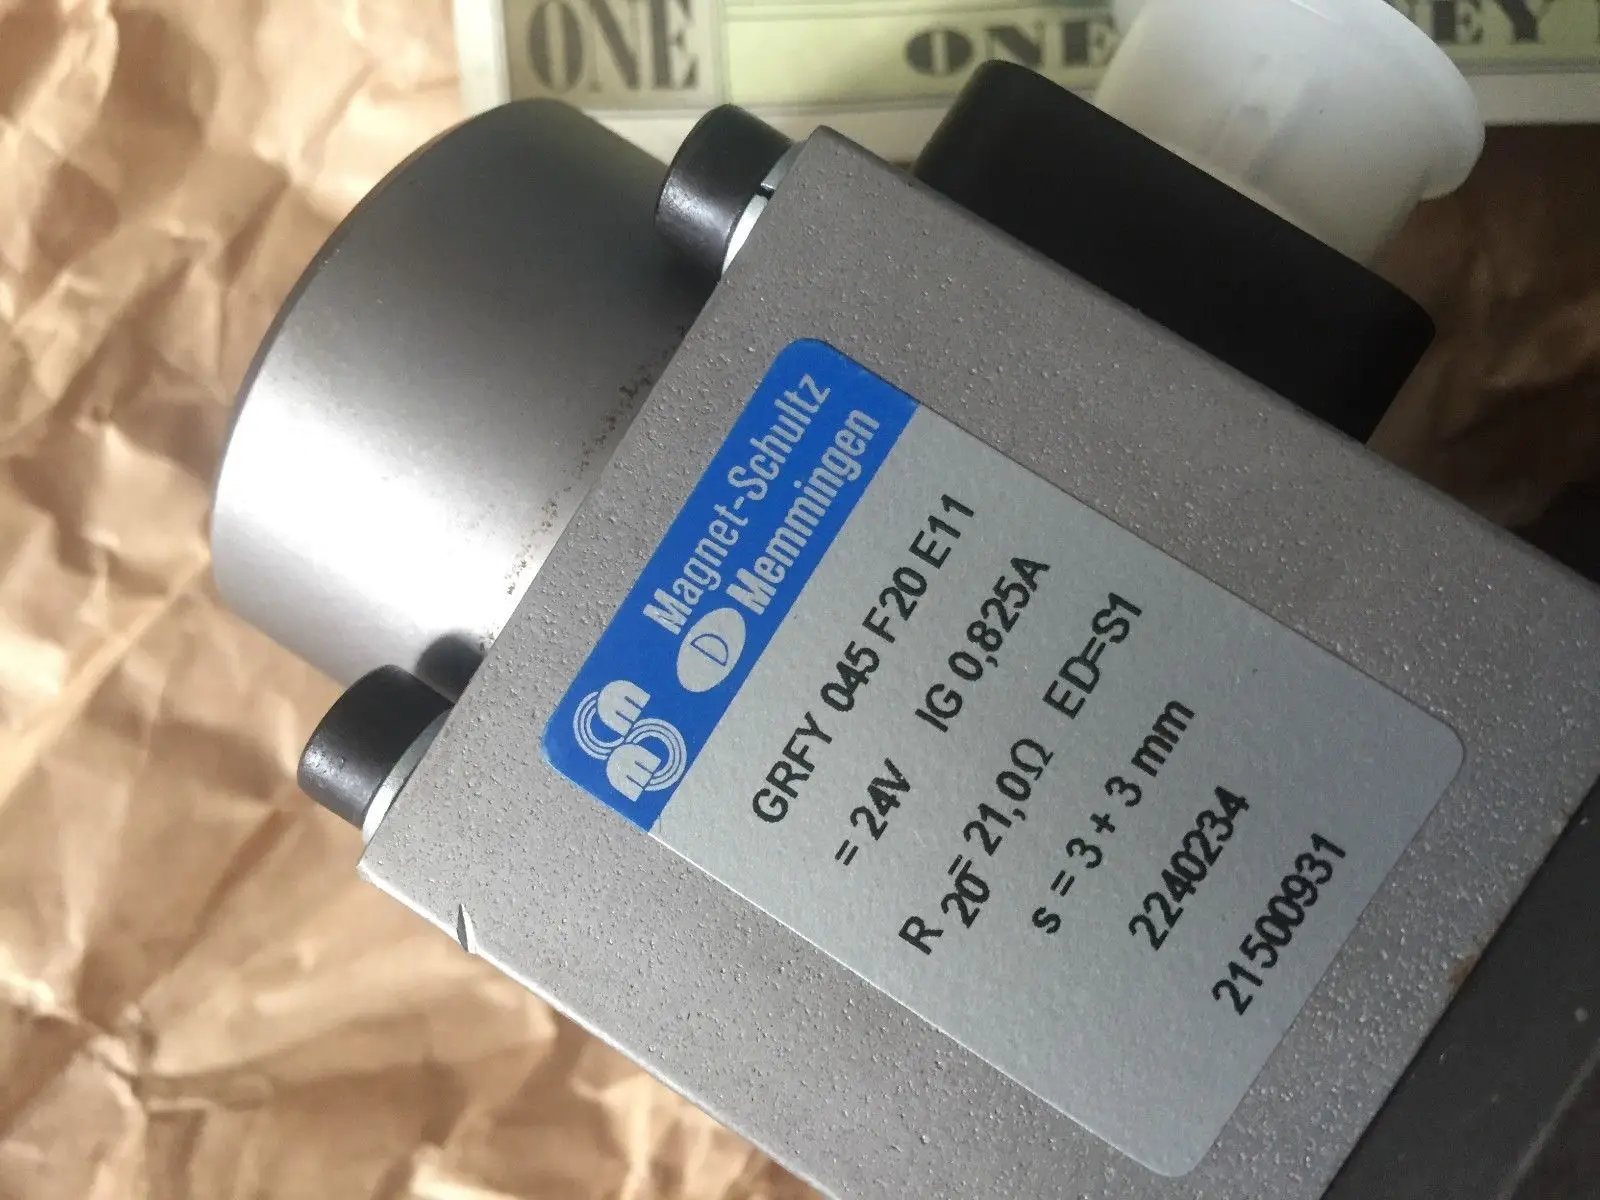 ONE
ONE
EY
Magnet-Schultz
D Memmingen
GRFY 045 F20 E11
= 24V IG 0,825A
R 20= 21,0Ω ED=S1
s = 3 + 3 mm
2240234
21500931